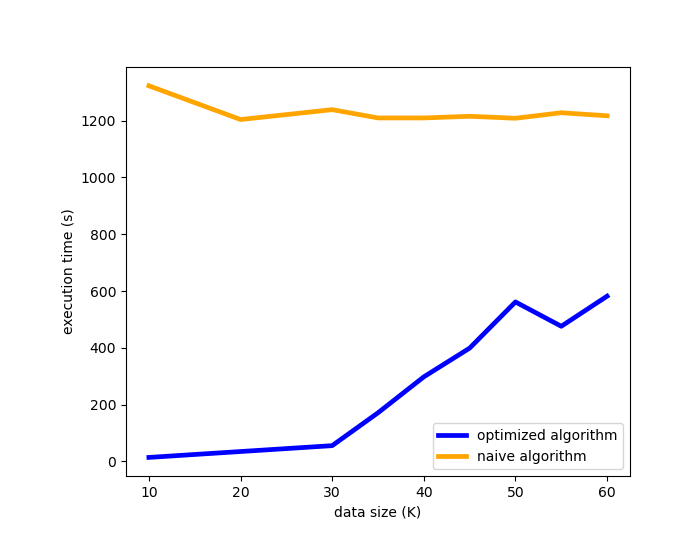 1200
1000
800
600
400
200
0
execution time (s)
10 20 30 40 50 60
data size (K)
optimized algorithm
naive algorithm